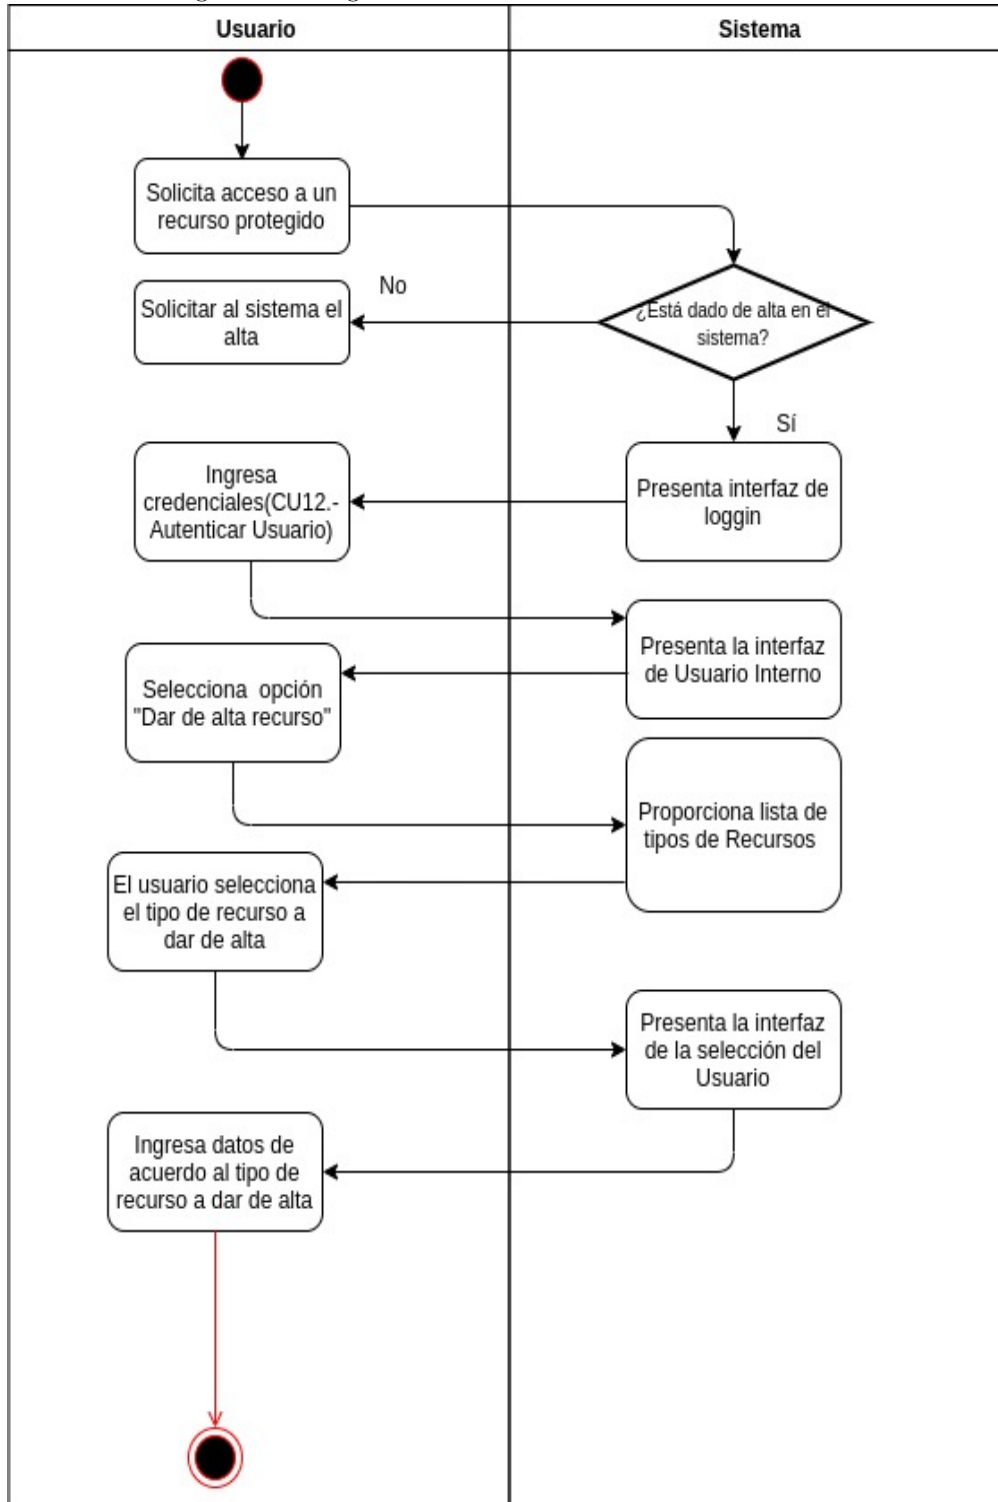 Usuario
Sistema
Solicita acceso a un
recurso protegido
No
Solicitar al sistema el
alta
¿Está dado de alta en el
sistema?
Sí
Ingresa
credenciales(CU12.-
Autenticar Usuario)
Presenta interfaz de
loggin
Presenta la interfaz
de Usuario Interno
Selecciona opción
"Dar de alta recurso"
Proporciona lista de
tipos de Recursos
El usuario selecciona
el tipo de recurso a
dar de alta
Presenta la interfaz
de la selección del
Usuario
Ingresa datos de
acuerdo al tipo de
recurso a dar de alta